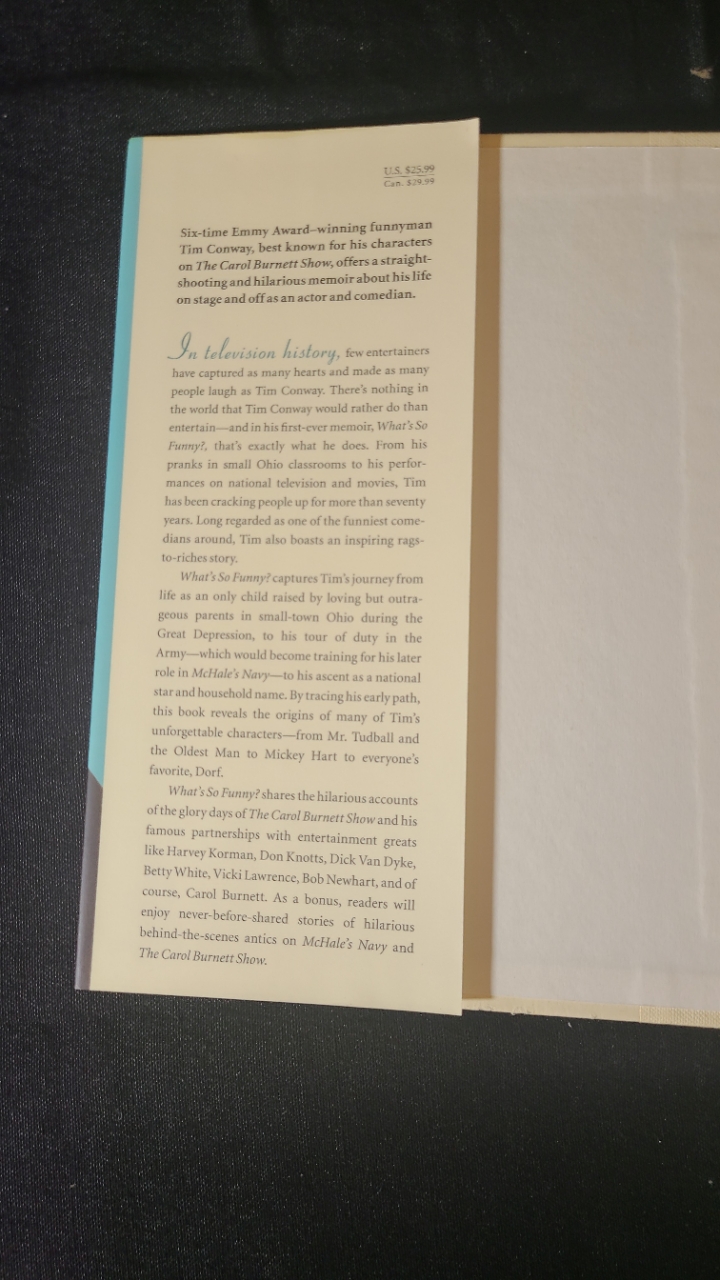 U.S. $25.99
Can. $29.99
Six-time Emmy Award–winning funnyman
Tim Conway, best known for his characters
on The Carol Burnett Show, offers a straight-
shooting and hilarious memoir about his life
on stage and off as an actor and comedian.
In television history, few entertainers
have captured as many hearts and made as many
people laugh as Tim Conway. There's nothing in
the world that Tim Conway would rather do than
entertain—and in his first-ever memoir, What's So
Funny?, that's exactly what he does. From his
pranks in small Ohio classrooms to his perfor-
mances on national television and movies, Tim
has been cracking people up for more than seventy
years. Long regarded as one of the funniest come-
dians around, Tim also boasts an inspiring rags-
to-riches story.
What's So Funny? captures Tim's journey from
life as an only child raised by loving but outra-
geous parents in small-town Ohio during the
Great Depression, to his tour of duty in the
Army—which would become training for his later
role in McHale's Navy—to his ascent as a national
star and household name. By tracing his early path,
this book reveals the origins of many of Tim's
unforgettable characters—from Mr. Tudball and
the Oldest Man to Mickey Hart to everyone's
favorite, Dorf.
What's So Funny? shares the hilarious accounts
of the glory days of The Carol Burnett Show and his
famous partnerships with entertainment greats
like Harvey Korman, Don Knotts, Dick Van Dyke,
Betty White, Vicki Lawrence, Bob Newhart, and of
course, Carol Burnett. As a bonus, readers will
enjoy never-before-shared stories of hilarious
behind-the-scenes antics on McHale's Navy and
The Carol Burnett Show.